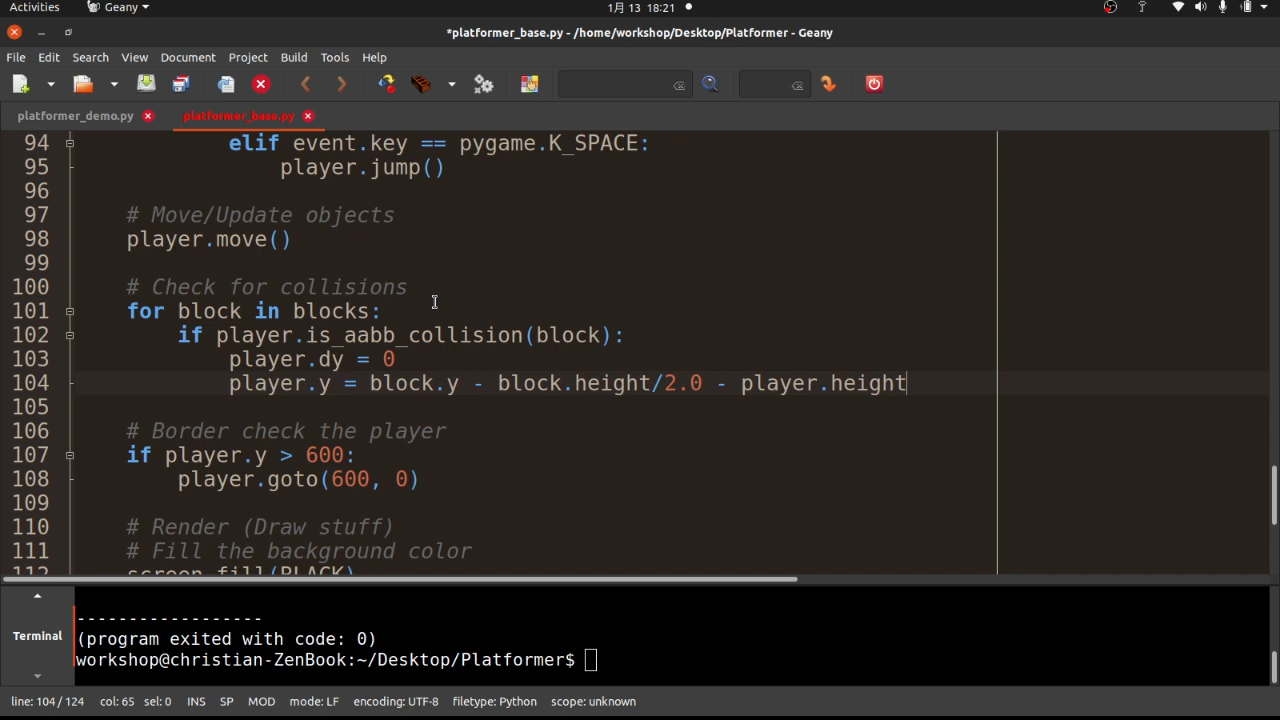 Activities Geany 1月 13 18:21
*platformer_base.py - /home/workshop/Desktop/Platformer - Geany
File Edit Search View Document Project Build Tools Help
platformer_demo.py platformer_base.py
94 elif event.key == pygame.K_SPACE:
95 player.jump()
96
97 # Move/Update objects
98 player.move()
99
100 # Check for collisions
101 for block in blocks:
102 if player.is_aabb_collision(block):
103 player.dy = 0
104 player.y = block.y - block.height/2.0 - player.height
105
106 # Border check the player
107 if player.y > 600:
108 player.goto(600, 0)
109
110 # Render (Draw stuff)
111 # Fill the background color
112 screen.fill(BLACK)
------------------
Terminal (program exited with code: 0)
workshop@christian-ZenBook:~/Desktop/Platformer$
line: 104 / 124 col: 65 sel: 0 INS SP MOD mode: LF encoding: UTF-8 filetype: Python scope: unknown